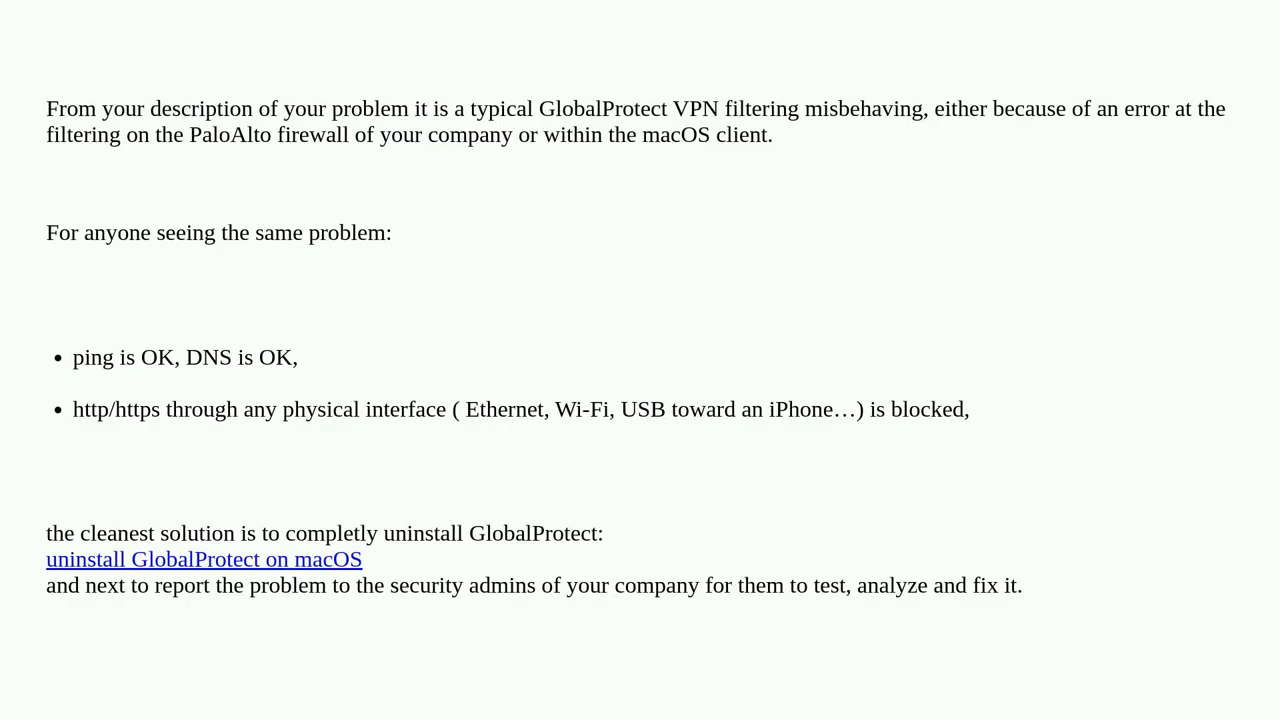 From your description of your problem it is a typical GlobalProtect VPN filtering misbehaving, either because of an error at the
filtering on the PaloAlto firewall of your company or within the macOS client.
For anyone seeing the same problem:
• ping is OK, DNS is OK,
• http/https through any physical interface ( Ethernet, Wi-Fi, USB toward an iPhone…) is blocked,
the cleanest solution is to completly uninstall GlobalProtect:
uninstall GlobalProtect on macOS
and next to report the problem to the security admins of your company for them to test, analyze and fix it.